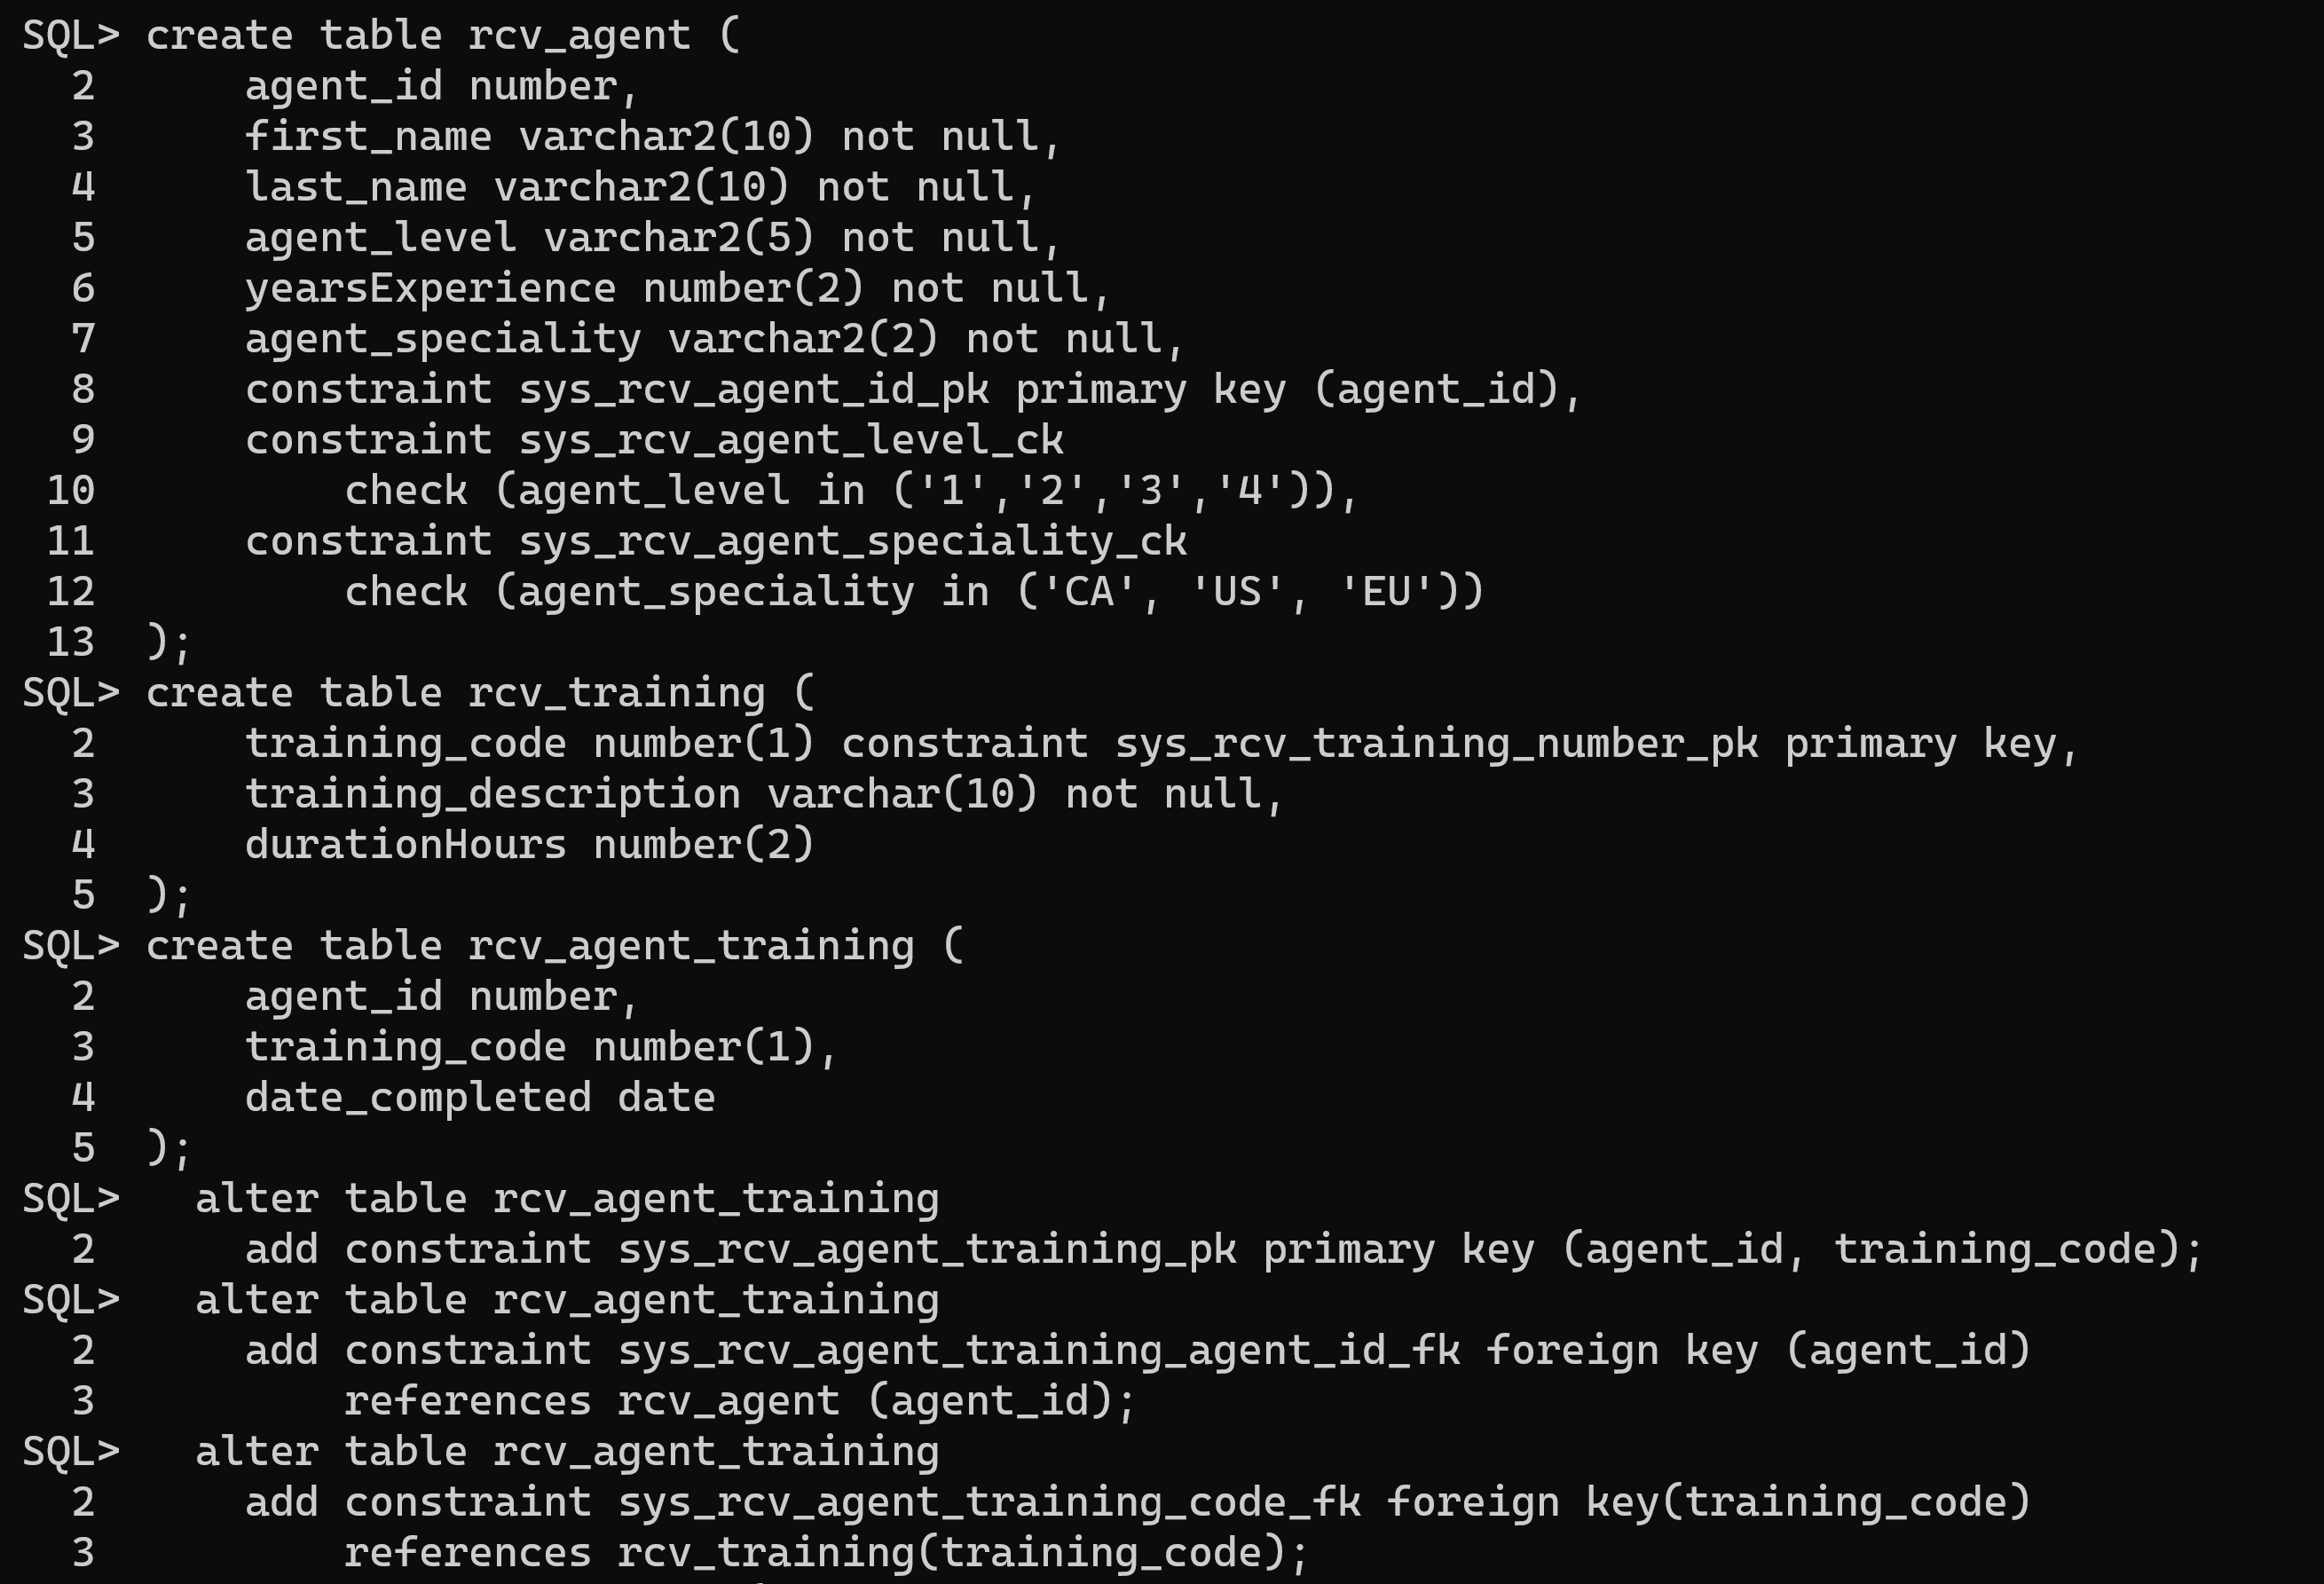 SQL> create table rcv_agent (
  2      agent_id number,
  3      first_name varchar2(10) not null,
  4      last_name varchar2(10) not null,
  5      agent_level varchar2(5) not null,
  6      yearsExperience number(2) not null,
  7      agent_speciality varchar2(2) not null,
  8      constraint sys_rcv_agent_id_pk primary key (agent_id),
  9      constraint sys_rcv_agent_level_ck
 10          check (agent_level in ('1','2','3','4')),
 11      constraint sys_rcv_agent_speciality_ck
 12          check (agent_speciality in ('CA', 'US', 'EU'))
 13  );
SQL> create table rcv_training (
  2      training_code number(1) constraint sys_rcv_training_number_pk primary key,
  3      training_description varchar(10) not null,
  4      durationHours number(2)
  5  );
SQL> create table rcv_agent_training (
  2      agent_id number,
  3      training_code number(1),
  4      date_completed date
  5  );
SQL>   alter table rcv_agent_training
  2      add constraint sys_rcv_agent_training_pk primary key (agent_id, training_code);
SQL>   alter table rcv_agent_training
  2      add constraint sys_rcv_agent_training_agent_id_fk foreign key (agent_id)
  3          references rcv_agent (agent_id);
SQL>   alter table rcv_agent_training
  2      add constraint sys_rcv_agent_training_code_fk foreign key(training_code)
  3          references rcv_training(training_code);